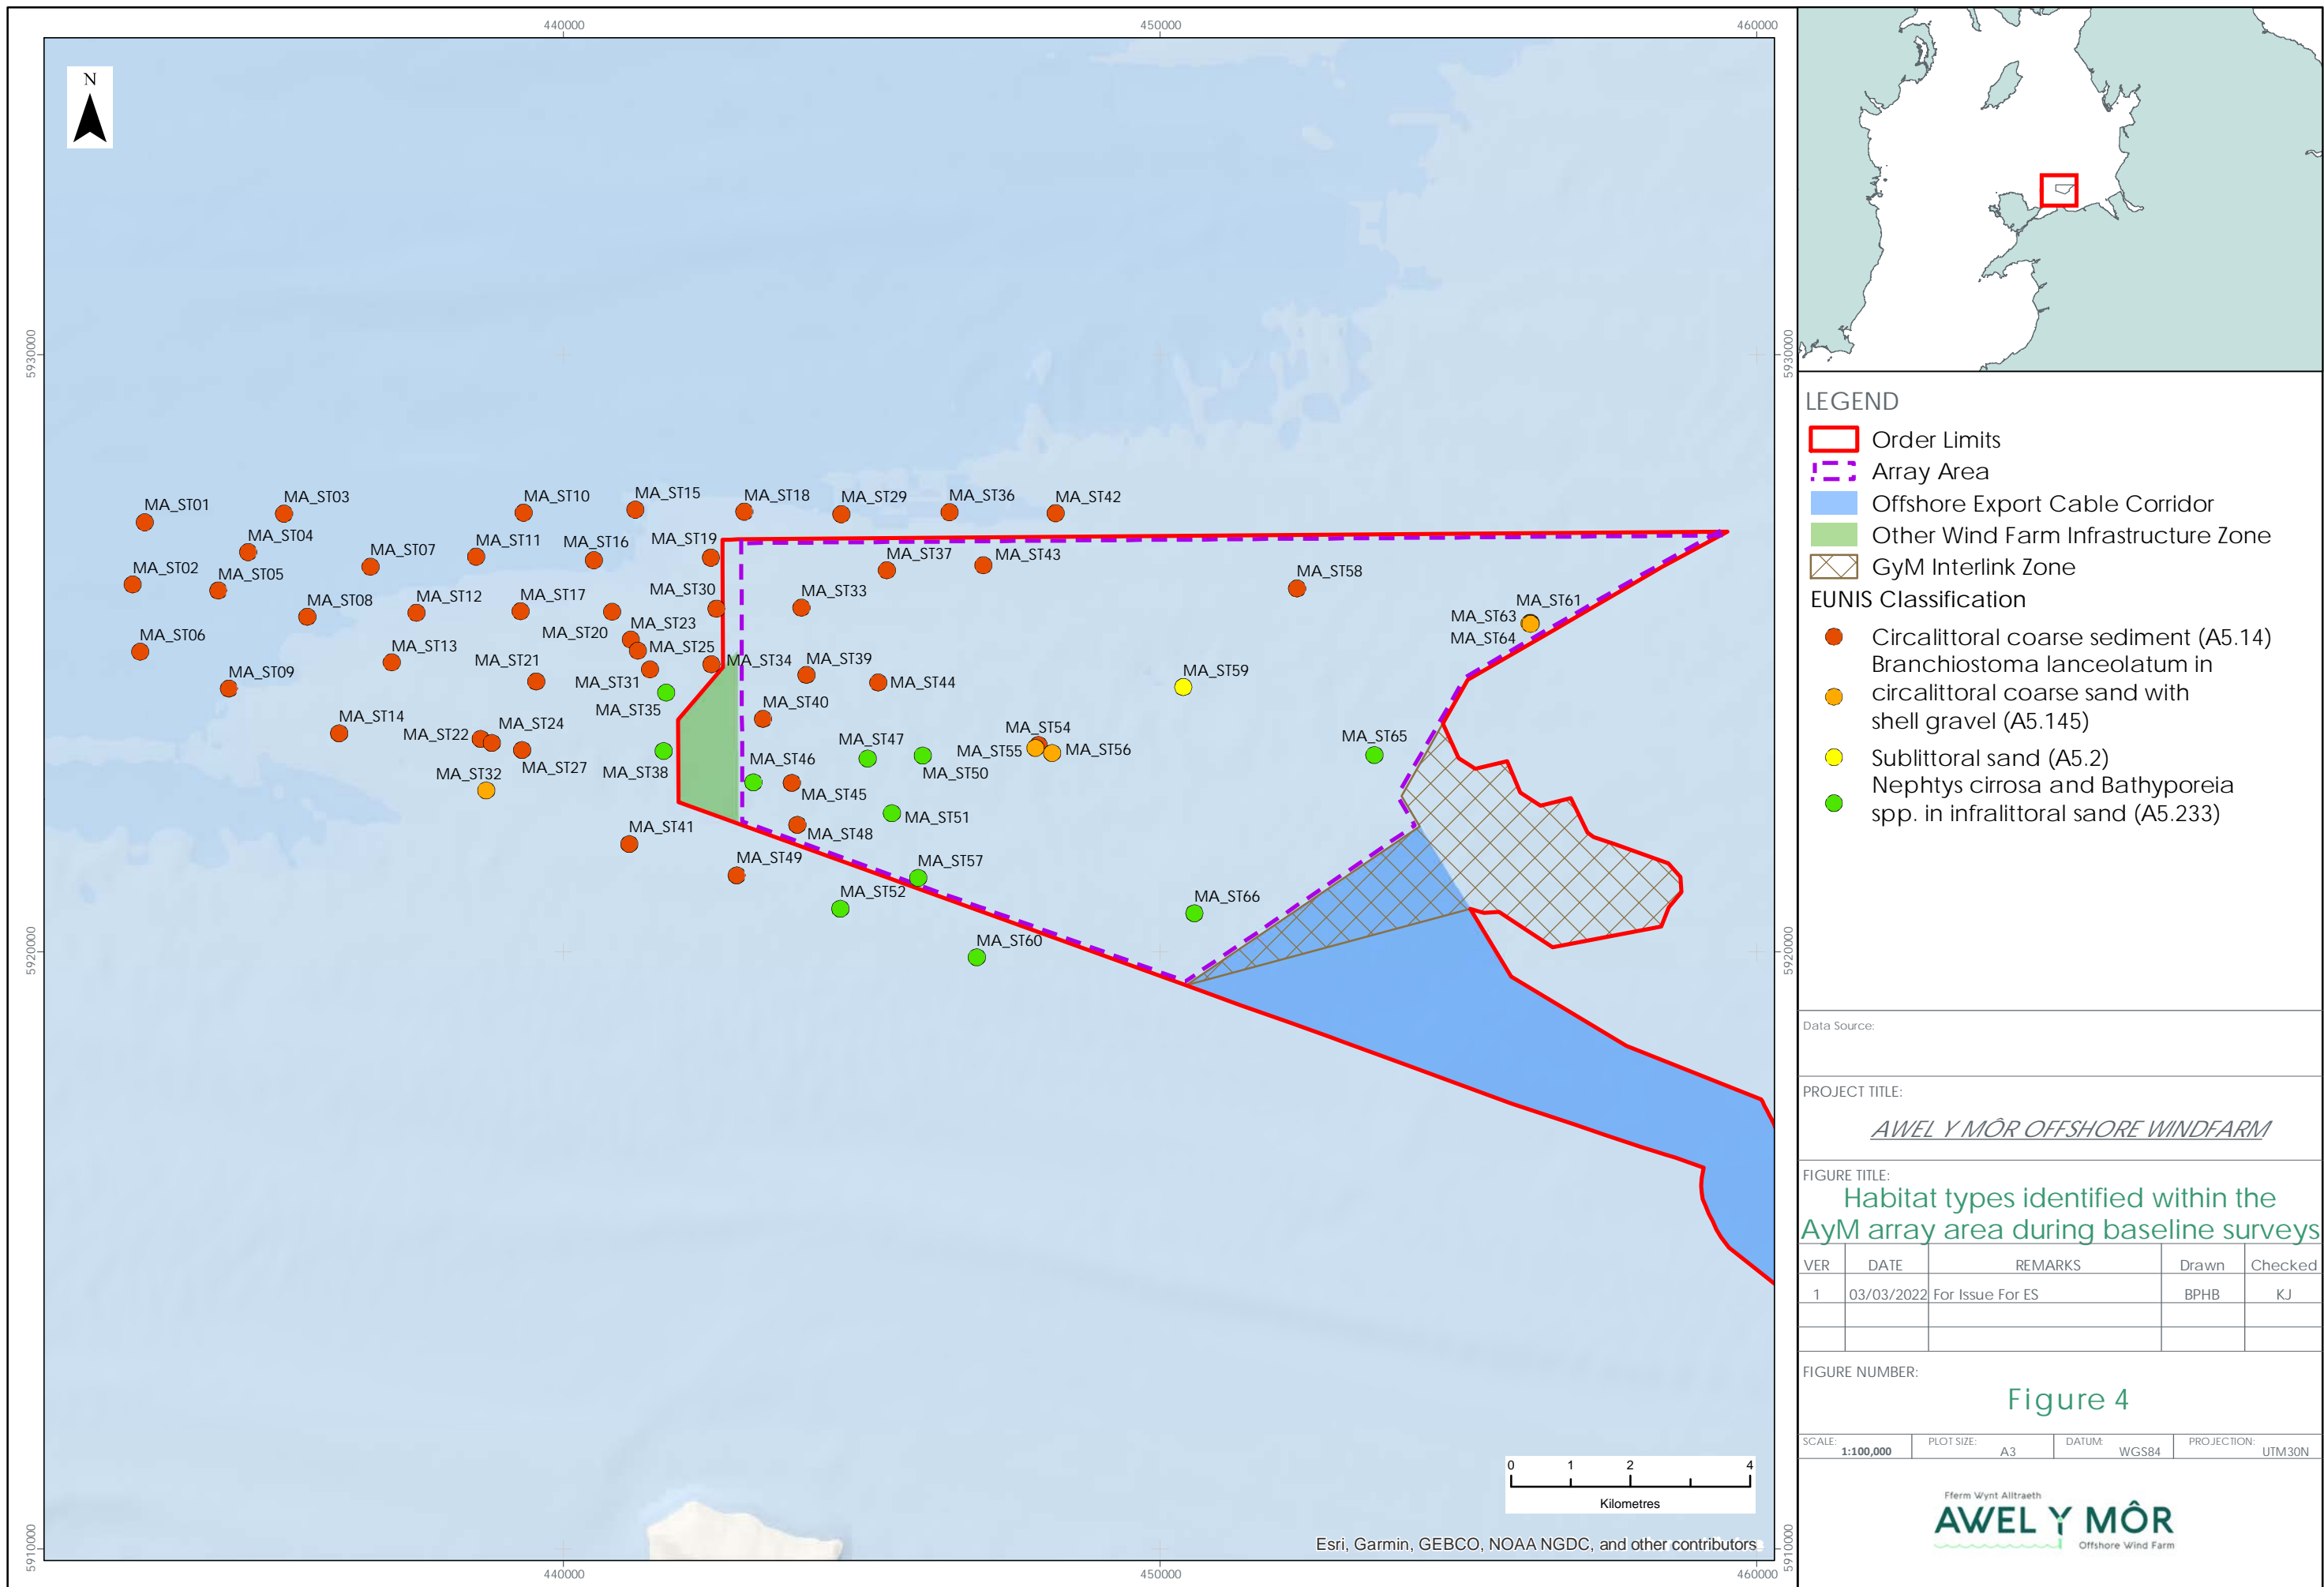 440000
450000
460000
N
5930000
5930000
MA_ST01
MA_ST03
MA_ST10
MA_ST15
MA_ST18
MA_ST29
MA_ST36
MA_ST42
MA_ST04
MA_ST07
MA_ST11
MA_ST16
MA_ST19
MA_ST37
MA_ST43
MA_ST02
MA_ST05
MA_ST58
MA_ST08
MA_ST12
MA_ST17
MA_ST30
MA_ST33
MA_ST61
MA_ST63
MA_ST64
MA_ST20
MA_ST23
MA_ST06
MA_ST13
MA_ST21
MA_ST25
MA_ST34
MA_ST39
MA_ST09
MA_ST31
MA_ST44
MA_ST59
MA_ST35
MA_ST40
MA_ST14
MA_ST22
MA_ST24
MA_ST47
MA_ST54
MA_ST55
MA_ST56
MA_ST65
MA_ST32
MA_ST27
MA_ST38
MA_ST46
MA_ST50
MA_ST45
MA_ST51
MA_ST41
MA_ST48
MA_ST49
MA_ST57
MA_ST52
MA_ST66
MA_ST60
5920000
5920000
0 1 2 4
Kilometres
Esri, Garmin, GEBCO, NOAA NGDC, and other contributors
5910000
5910000
440000
450000
460000
LEGEND
Order Limits
Array Area
Offshore Export Cable Corridor
Other Wind Farm Infrastructure Zone
GyM Interlink Zone
EUNIS Classification
Circalittoral coarse sediment (A5.14)
Branchiostoma lanceolatum in
circalittoral coarse sand with
shell gravel (A5.145)
Sublittoral sand (A5.2)
Nephtys cirrosa and Bathyporeia
spp. in infralittoral sand (A5.233)
Data Source:
PROJECT TITLE:
AWEL Y MÔR OFFSHORE WINDFARM
FIGURE TITLE:
Habitat types identified within the
AyM array area during baseline surveys
VER DATE REMARKS Drawn Checked
1 03/03/2022 For Issue For ES BPHB KJ
FIGURE NUMBER:
Figure 4
SCALE: 1:100,000 PLOT SIZE: A3 DATUM: WGS84 PROJECTION: UTM30N
Fferm Wynt Alltraeth
AWEL Y MÔR
Offshore Wind Farm